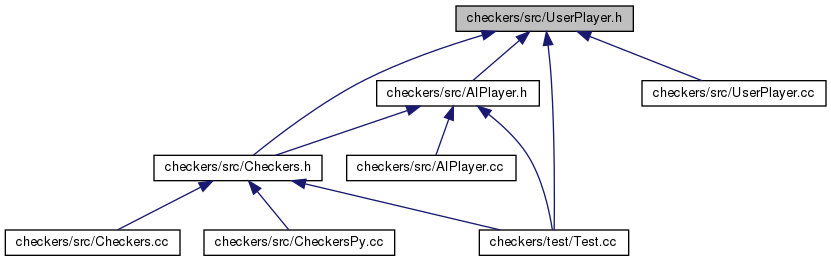 checkers/src/UserPlayer.h
checkers/src/AIPlayer.h
checkers/src/UserPlayer.cc
checkers/src/Checkers.h
checkers/src/AIPlayer.cc
checkers/src/Checkers.cc
checkers/src/CheckersPy.cc
checkers/test/Test.cc